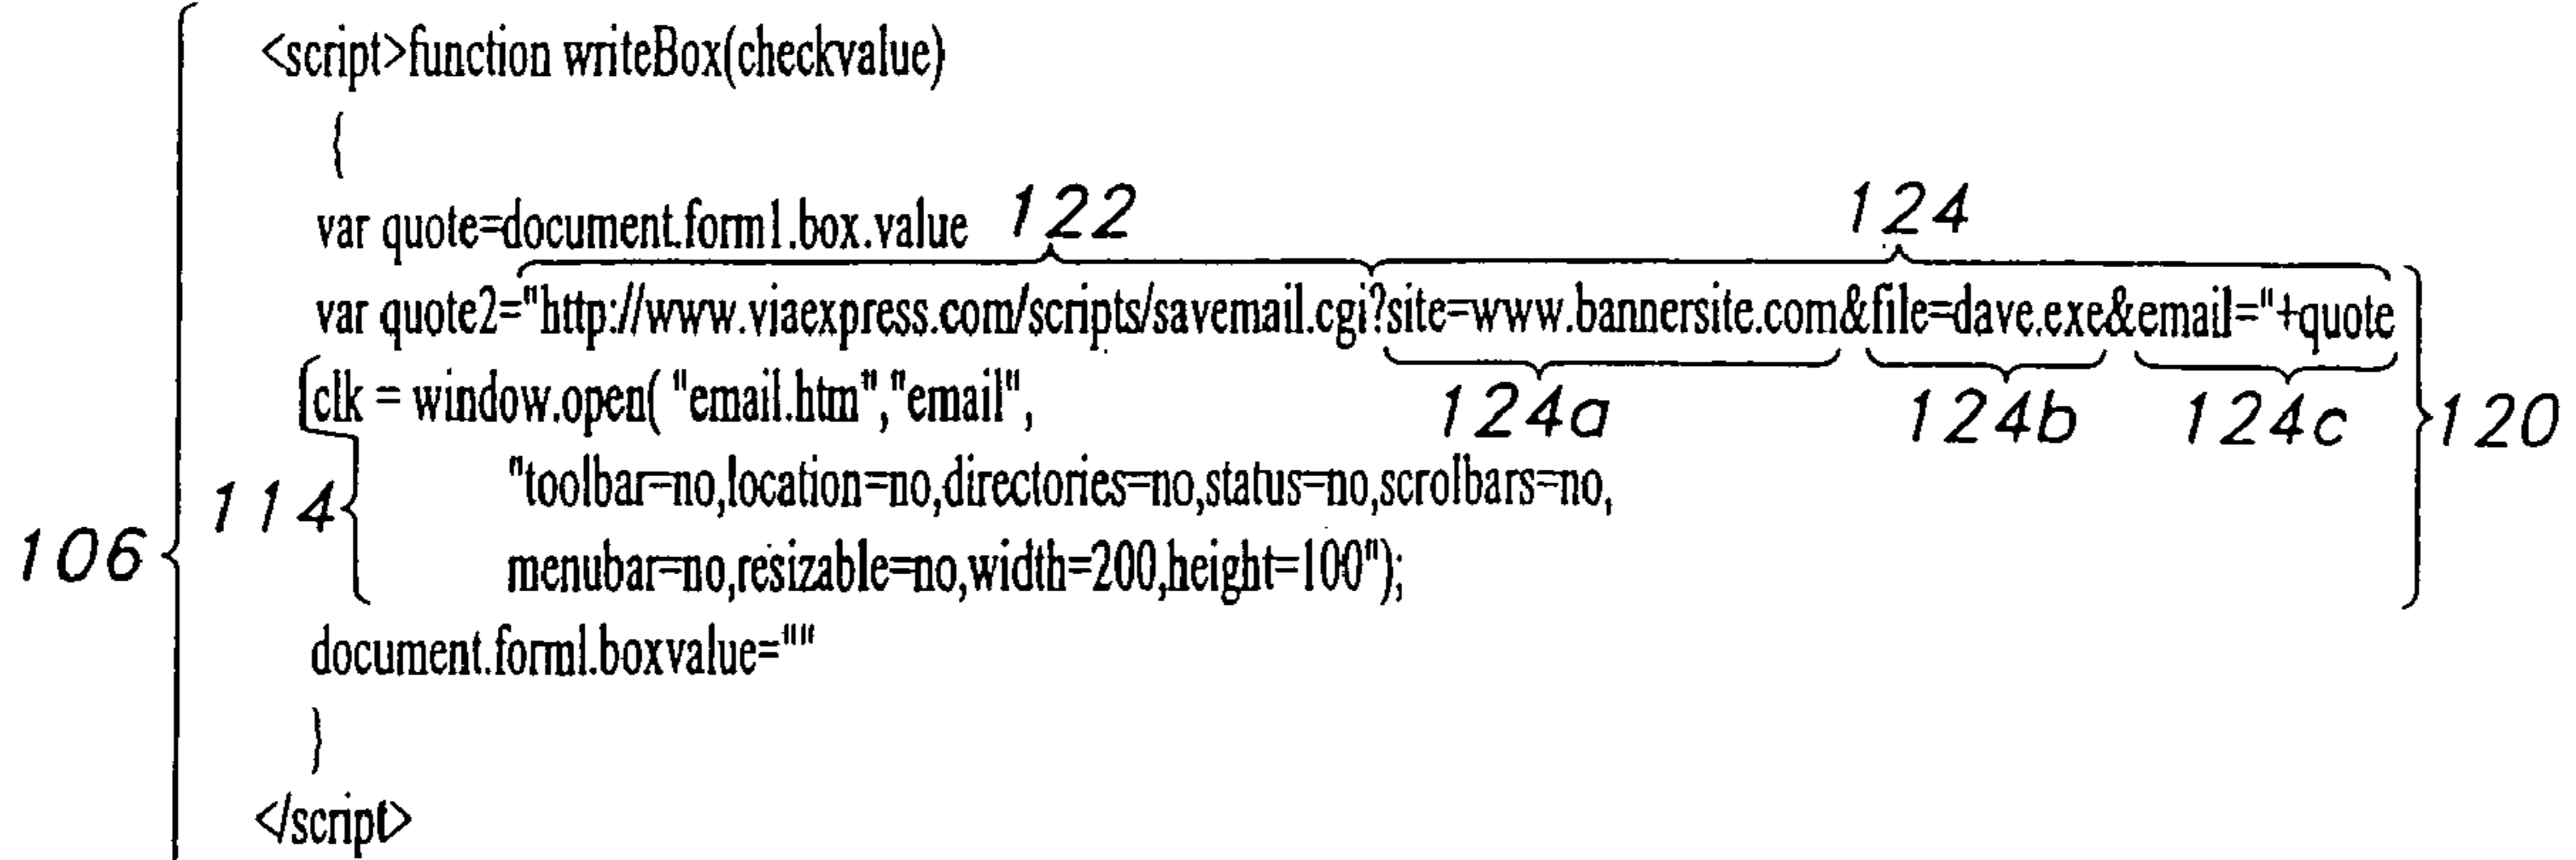 <script>function writeBox(checkvalue)
{
var quote=document.form1.box.value 122 124
var quote2="http://www.viaexpress.com/scripts/savemail.cgi?site=www.bannersite.com&file=dave.exe&email="+quote
clk = window.open( "email.htm","email",
124a 124b 124c 120
"toolbar=no,location=no,directories=no,status=no,scrolbars=no,
114
106
menubar=no,resizable=no,width=200,height=100");
document.forml.boxvalue=""
}
</script>